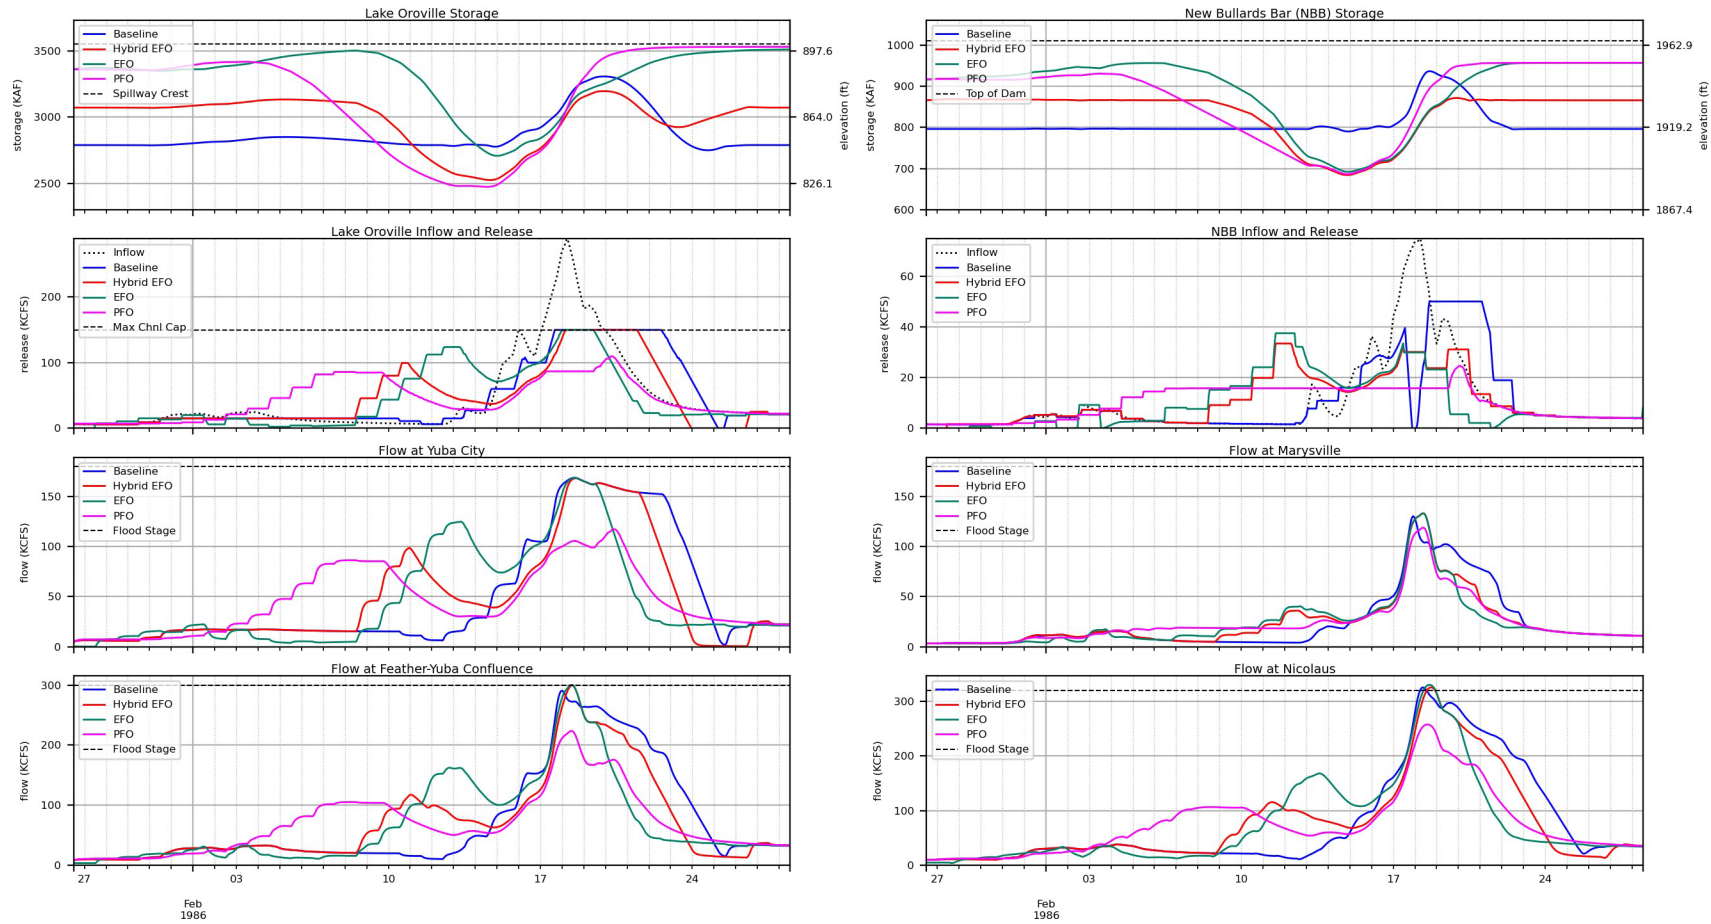 Lake Oroville Storage
3500
3000
2500
storage (KAF)
897.6
864.0
826.1
elevation (ft)
Baseline
Hybrid EFO
EFO
PFO
Spillway Crest
New Bullards Bar (NBB) Storage
1000
900
800
700
600
storage (KAF)
1962.9
1919.2
1867.4
elevation (ft)
Baseline
Hybrid EFO
EFO
PFO
Top of Dam
Lake Oroville Inflow and Release
200
100
0
release (KCFS)
Inflow
Baseline
Hybrid EFO
EFO
PFO
Max Chnl Cap
NBB Inflow and Release
60
40
20
0
release (KCFS)
Inflow
Baseline
Hybrid EFO
EFO
PFO
Flow at Yuba City
150
100
50
0
flow (KCFS)
Baseline
Hybrid EFO
EFO
PFO
Flood Stage
Flow at Marysville
150
100
50
0
flow (KCFS)
Baseline
Hybrid EFO
EFO
PFO
Flood Stage
Flow at Feather-Yuba Confluence
300
200
100
0
flow (KCFS)
Baseline
Hybrid EFO
EFO
PFO
Flood Stage
27
03
10
17
24
Feb
1986
Flow at Nicolaus
300
200
100
0
flow (KCFS)
Baseline
Hybrid EFO
EFO
PFO
Flood Stage
27
03
10
17
24
Feb
1986